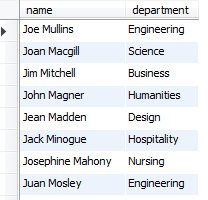 name department
Joe Mullins Engineering
Joan Macgill Science
Jim Mitchell Business
John Magner Humanities
Jean Madden Design
Jack Minogue Hospitality
Josephine Mahony Nursing
Juan Mosley Engineering